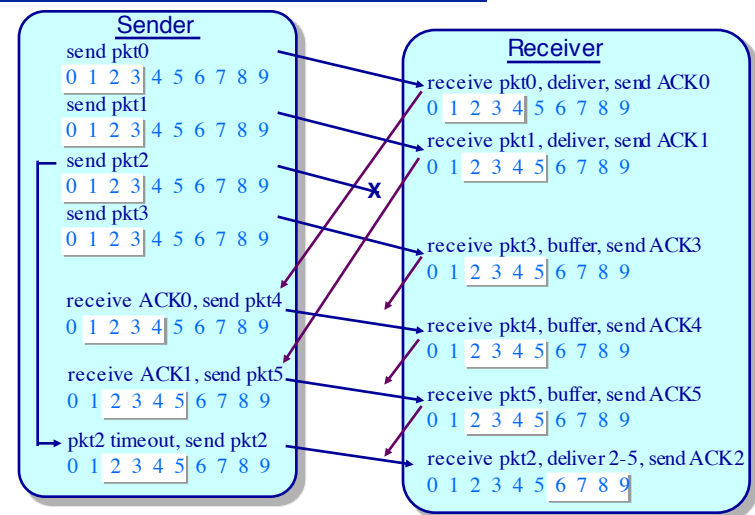 Sender
send pkt0
0 1 2 3 4 5 6 7 8 9
send pkt1
0 1 2 3 4 5 6 7 8 9
send pkt2
0 1 2 3 4 5 6 7 8 9
send pkt3
0 1 2 3 4 5 6 7 8 9
receive ACK0, send pkt4
0 1 2 3 4 5 6 7 8 9
receive ACK1, send pkt5
0 1 2 3 4 5 6 7 8 9
pkt2 timeout, send pkt2
0 1 2 3 4 5 6 7 8 9
X
Receiver
receive pkt0, deliver, send ACK0
0 1 2 3 4 5 6 7 8 9
receive pkt1, deliver, send ACK1
0 1 2 3 4 5 6 7 8 9
receive pkt3, buffer, send ACK3
0 1 2 3 4 5 6 7 8 9
receive pkt4, buffer, send ACK4
0 1 2 3 4 5 6 7 8 9
receive pkt5, buffer, send ACK5
0 1 2 3 4 5 6 7 8 9
receive pkt2, deliver 2-5, send ACK2
0 1 2 3 4 5 6 7 8 9